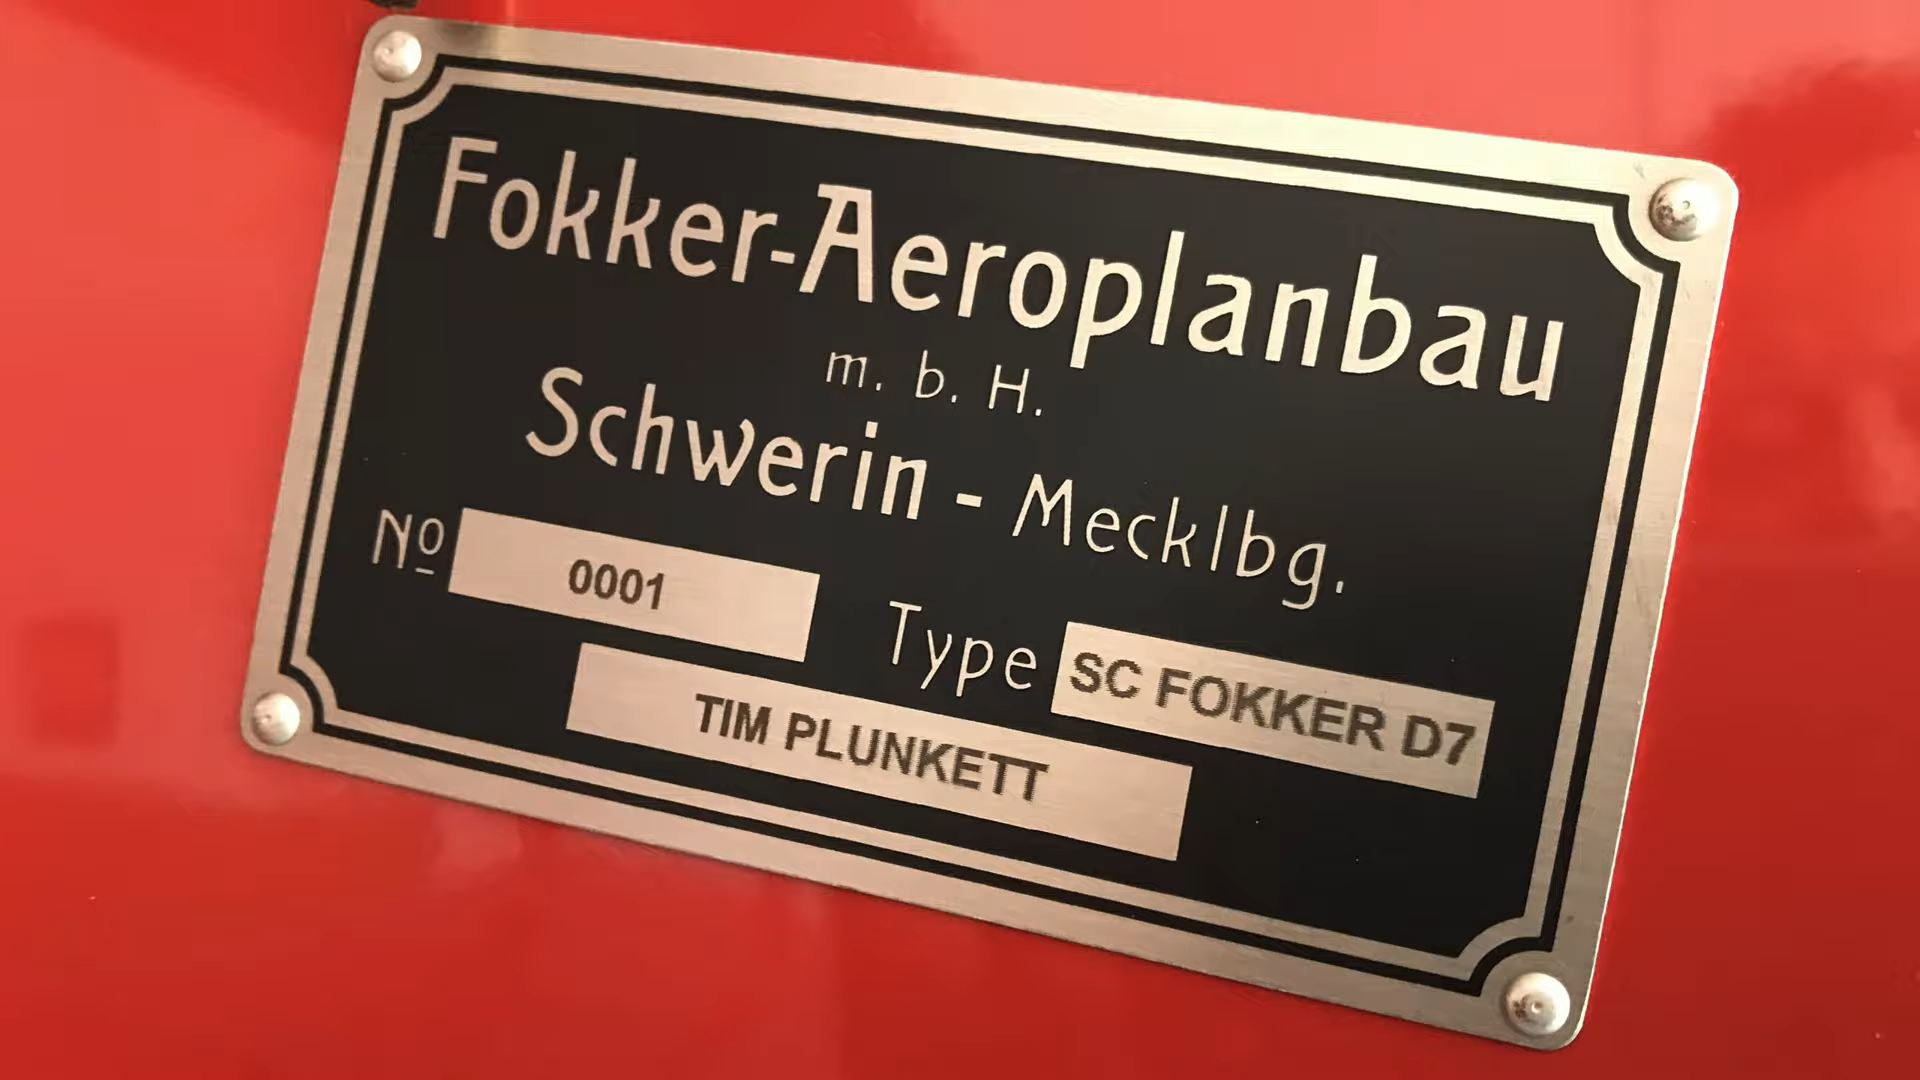 Fokker-Aeroplanbau
m. b. H.
Schwerin - Mecklbg.
Nº 0001
Type SC FOKKER D7
TIM PLUNKETT